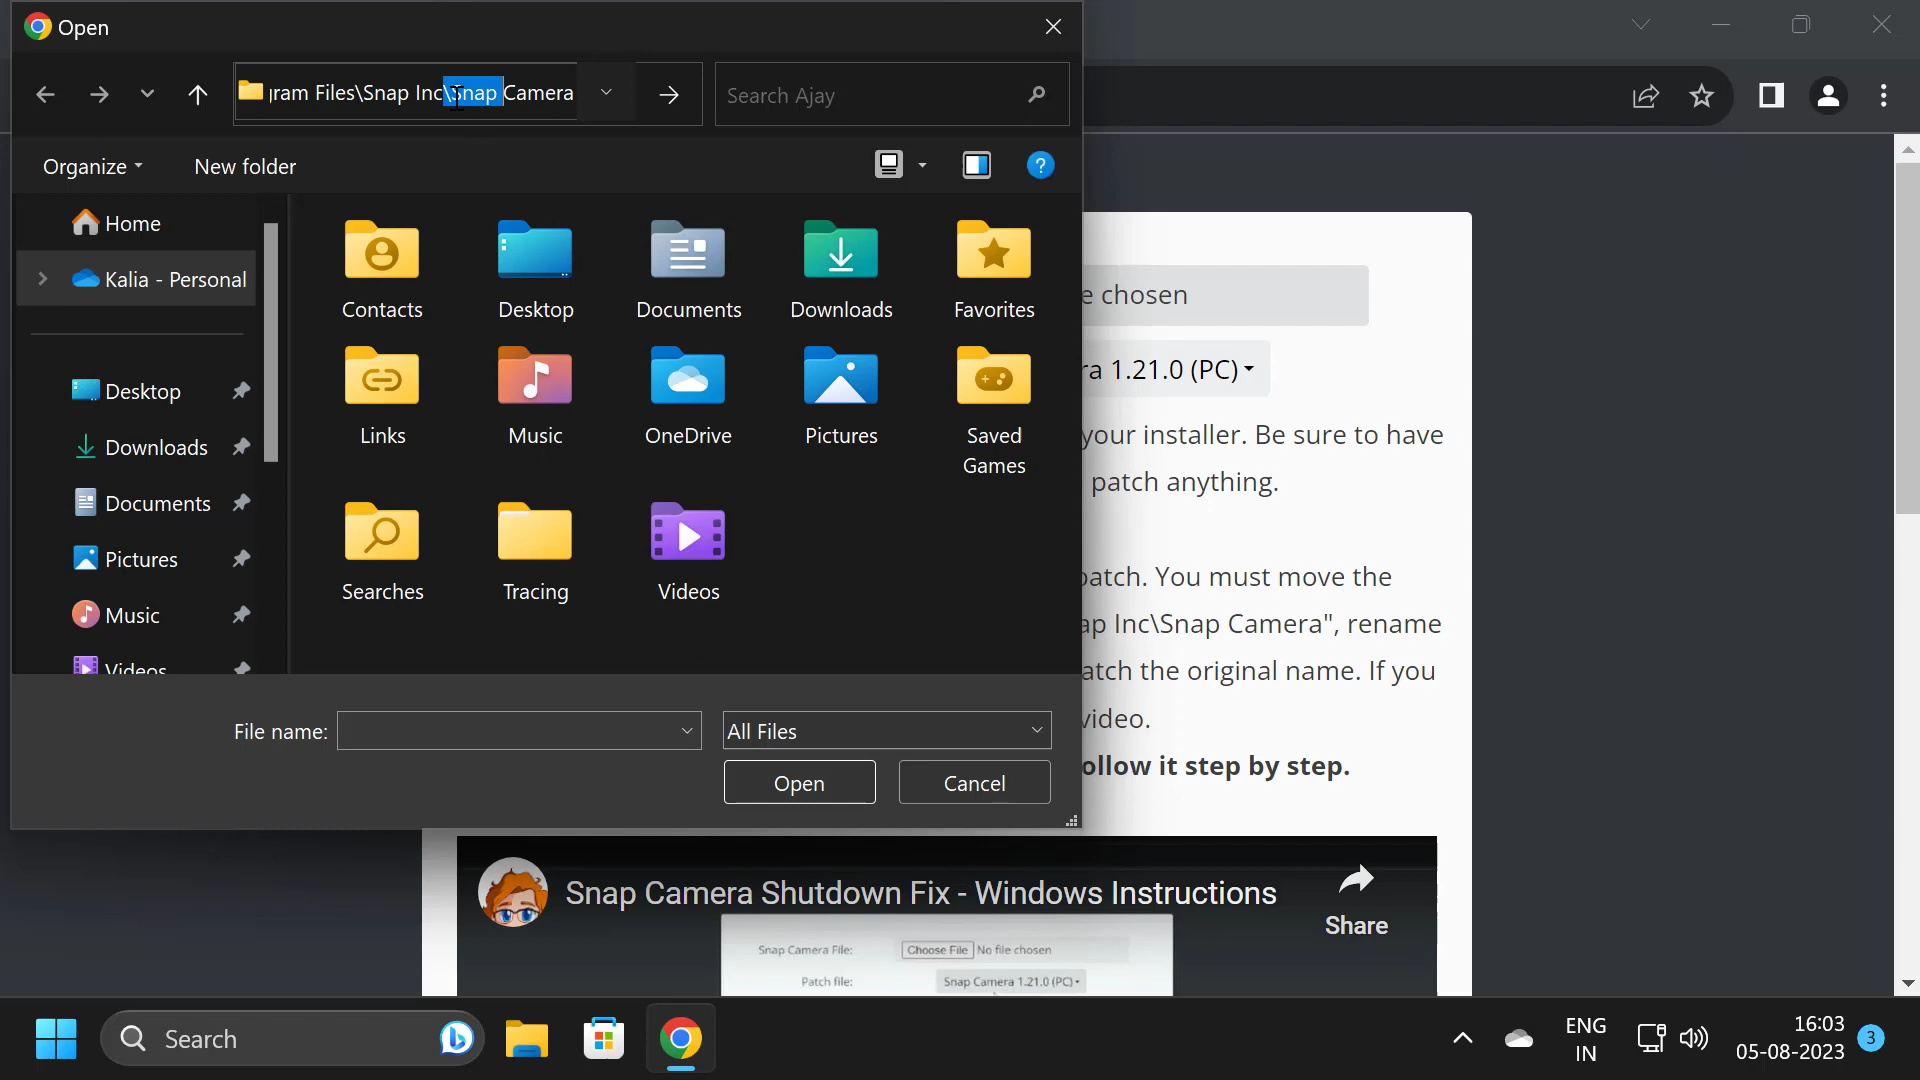 Open
gram Files\Snap Inc\Snap Camera
Search Ajay
Organize
New folder
Home
Kalia - Personal
Desktop
Downloads
Documents
Pictures
Music
Videos
Contacts
Desktop
Documents
Downloads
Favorites
Links
Music
OneDrive
Pictures
Saved
Games
Searches
Tracing
Videos
File name:
All Files
Open
Cancel
e chosen
ra 1.21.0 (PC)
your installer. Be sure to have
patch anything.
patch. You must move the
ap Inc\Snap Camera", rename
atch the original name. If you
video.
ollow it step by step.
Snap Camera Shutdown Fix - Windows Instructions
Share
Snap Camera File:
Choose File No file chosen
Patch file:
Snap Camera 1.21.0 (PC)
Search
ENG
IN
16:03
05-08-2023
3